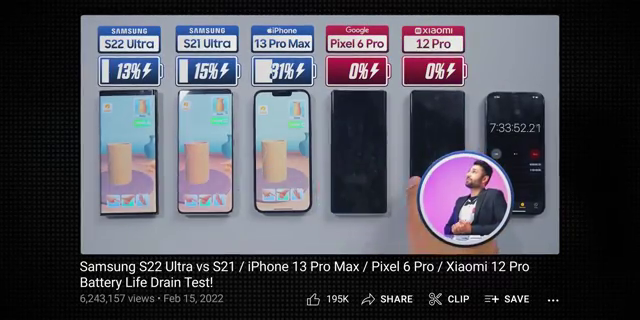 SAMSUNG SAMSUNG iPhone Google xiaomi
S22 Ultra S21 Ultra 13 Pro Max Pixel 6 Pro 12 Pro
13% 15% 31% 0% 0%
7:33:52.21
Samsung S22 Ultra vs S21 / iPhone 13 Pro Max / Pixel 6 Pro / Xiaomi 12 Pro
Battery Life Drain Test!
6,243,157 views • Feb 15, 2022 195K SHARE CLIP SAVE